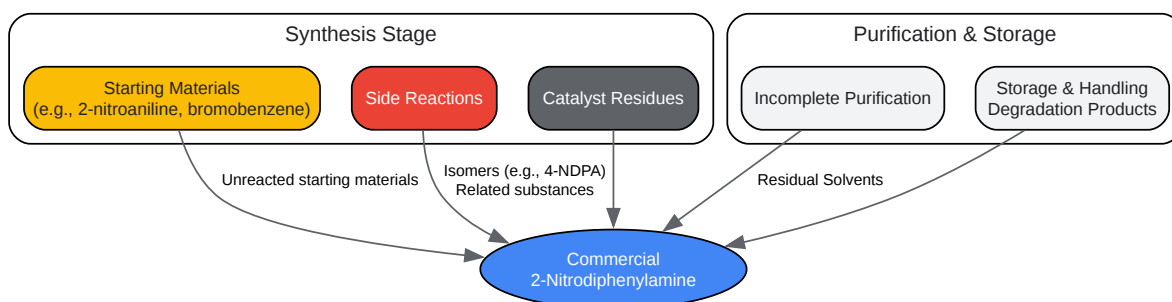 Synthesis Stage
Purification & Storage
Starting Materials
(e.g., 2-nitroaniline, bromobenzene)
Side Reactions
Catalyst Residues
Incomplete Purification
Storage & Handling
Degradation Products
Unreacted starting materials
Isomers (e.g., 4-NDPA)
Related substances
Residual Solvents
Commercial
2-Nitrodiphenylamine